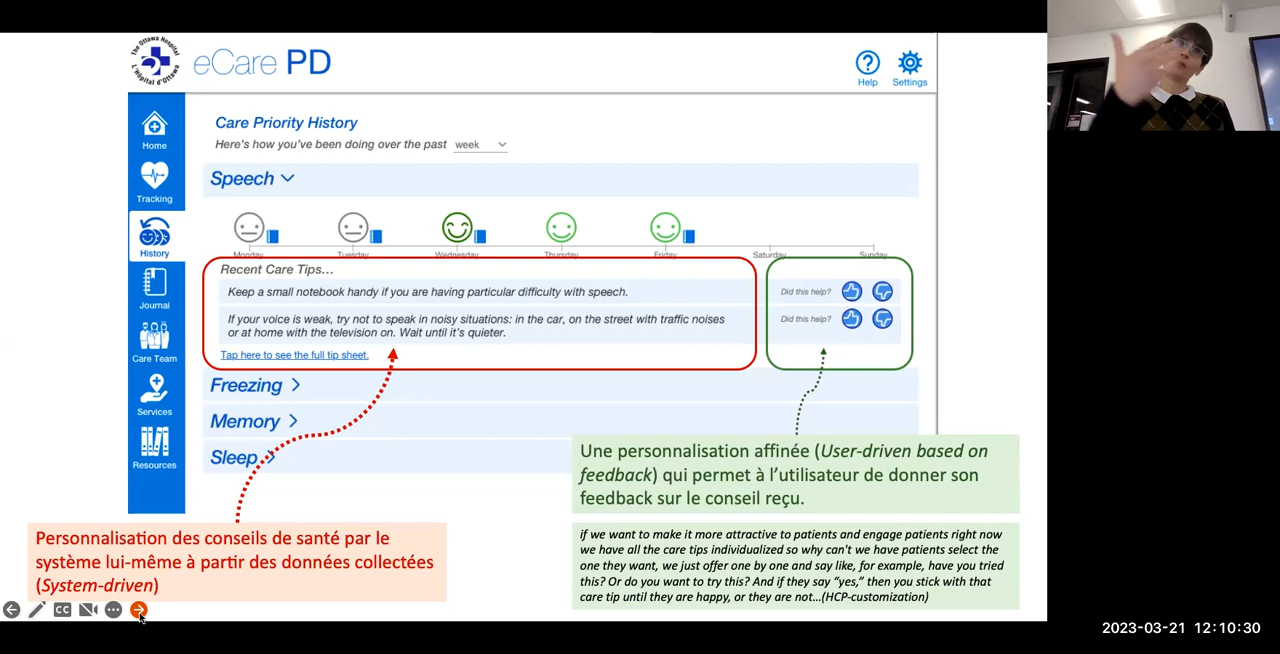 The Ottawa Hospital
L'Hôpital d'Ottawa
eCare PD
Help
Settings
Home
Tracking
History
Journal
Care Team
Services
Resources
Care Priority History
Here's how you've been doing over the past week
Speech
Monday
Tuesday
Wednesday
Thursday
Friday
Saturday
Sunday
Recent Care Tips...
Keep a small notebook handy if you are having particular difficulty with speech.
Did this help?
If your voice is weak, try not to speak in noisy situations: in the car, on the street with traffic noises
or at home with the television on. Wait until it's quieter.
Did this help?
Tap here to see the full tip sheet.
Freezing
Memory
Sleep
Une personnalisation affinée (User-driven based on
feedback) qui permet à l'utilisateur de donner son
feedback sur le conseil reçu.
if we want to make it more attractive to patients and engage patients right now
we have all the care tips individualized so why can't we have patients select the
one they want, we just offer one by one and say like, for example, have you tried
this? Or do you want to try this? And if they say “yes,” then you stick with that
care tip until they are happy, or they are not…(HCP-customization)
Personnalisation des conseils de santé par le
système lui-même à partir des données collectées
(System-driven)
CC
2023-03-21 12:10:30